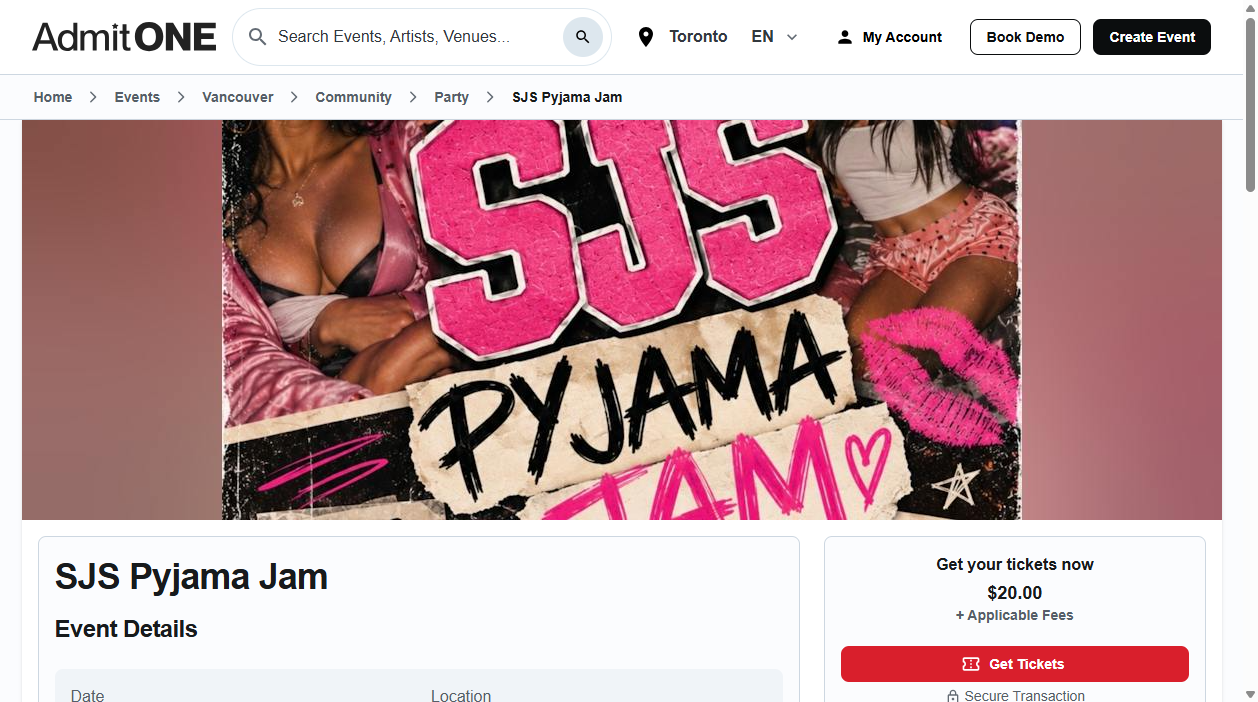 AdmitONE
Search Events, Artists, Venues...
Toronto
EN
My Account
Book Demo
Create Event
Home
Events
Vancouver
Community
Party
SJS Pyjama Jam
SJS
PYJAMA
JAM
SJS Pyjama Jam
Event Details
Date
Location
Get your tickets now
$20.00
+ Applicable Fees
Get Tickets
Secure Transaction